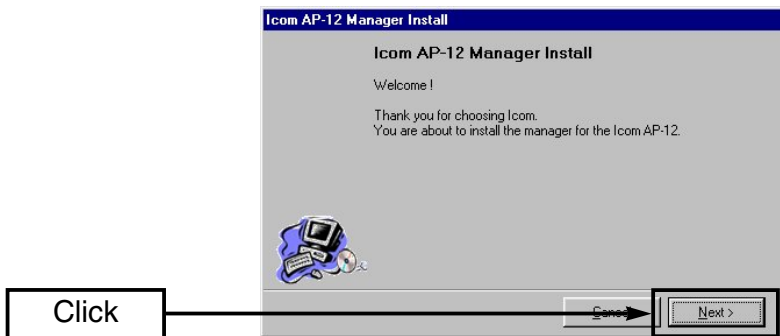 Icom AP-12 Manager Install
Icom AP-12 Manager Install
Welcome !
Thank you for choosing Icom.
You are about to install the manager for the Icom AP-12.
Click
Next >